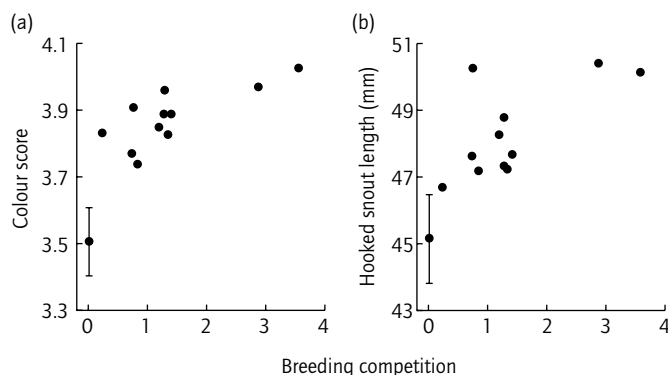 (a)
4.1
3.9
3.7
3.5
3.3
Colour score
0 1 2 3 4
(b)
51
49
47
45
43
Hooked snout length (mm)
0 1 2 3 4
Breeding competition